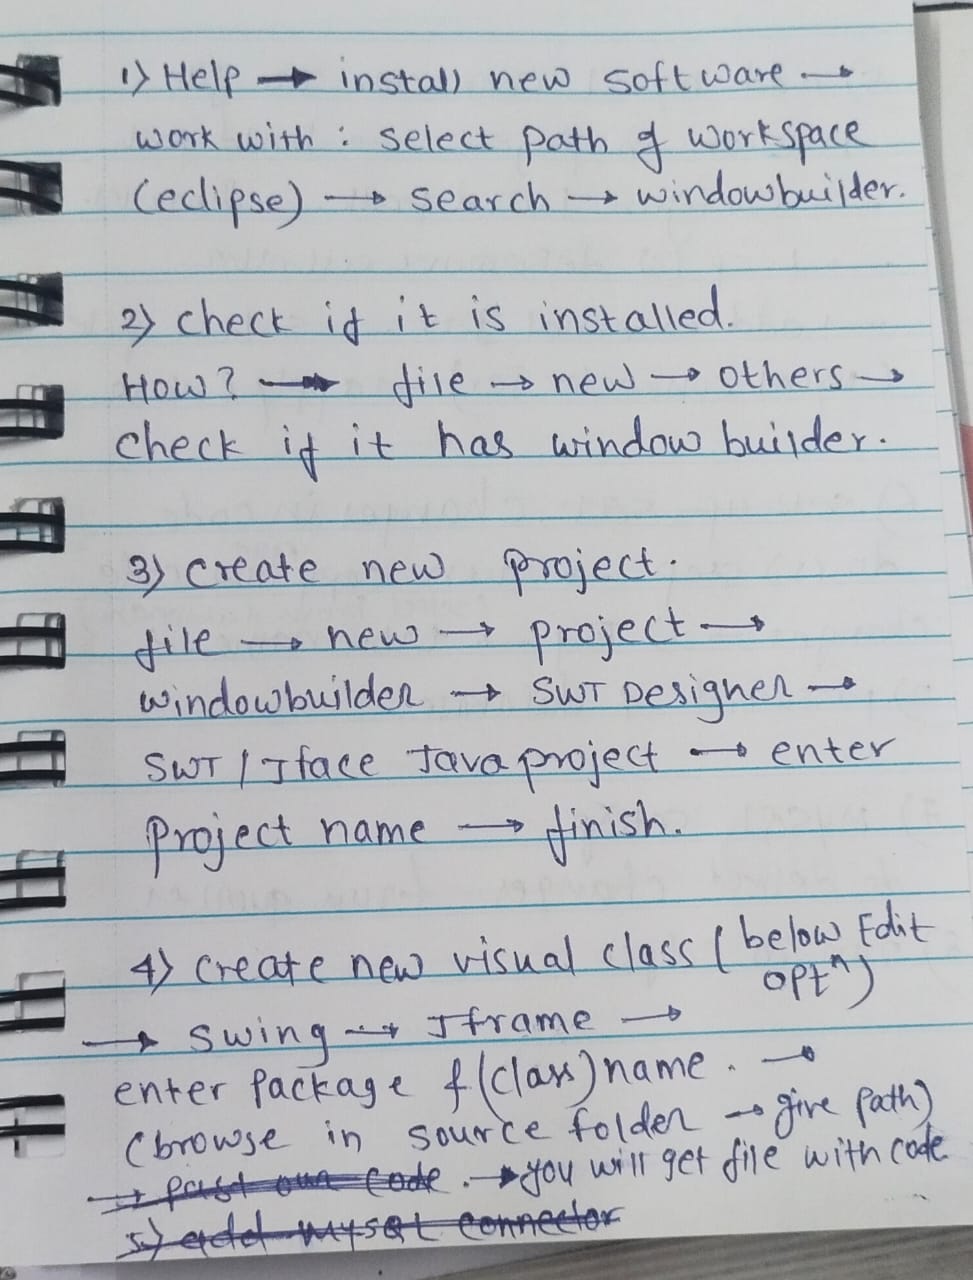 1) Help → install new software →
work with : select path of workspace
(eclipse) → search → windowbuilder.
2) check if it is installed.
How? → file → new → others →
check if it has window builder.
3) create new project.
file → new → project →
windowbuilder → SWT Designer →
SWT / Jface Java project → enter
Project name → finish.
4) create new visual class ( below Edit
optⁿ)
→ Swing → Jframe →
enter Package & (class) name. →
(browse in source folder → give path)
→ past our code. → you will get file with code
5) add mysql connector